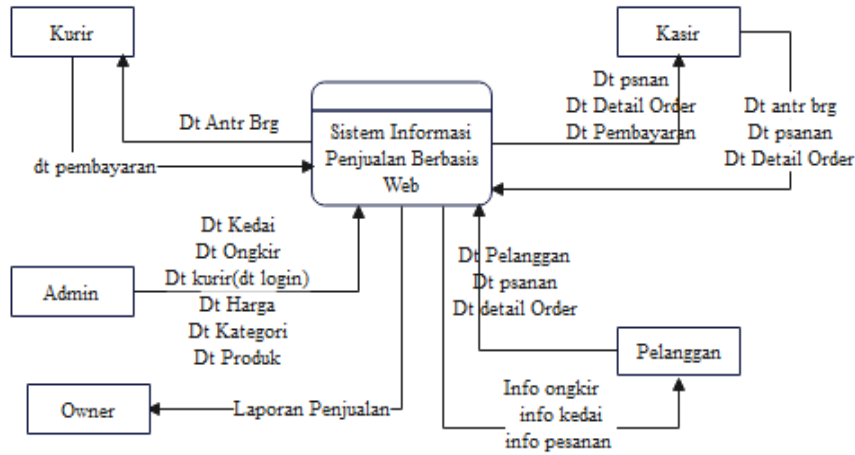 Kurir
Kasir
Dt Antr Brg
dt pembayaran
Sistem Informasi
Penjualan Berbasis
Web
Dt psnan
Dt Detail Order
Dt Pembayaran
Dt antr brg
Dt psanan
Dt Detail Order
Admin
Dt Kedai
Dt Ongkir
Dt kurir(dt login)
Dt Harga
Dt Kategori
Dt Produk
Dt Pelanggan
Dt psanan
Dt detail Order
Pelanggan
Owner
Laporan Penjualan
Info ongkir
info kedai
info pesanan